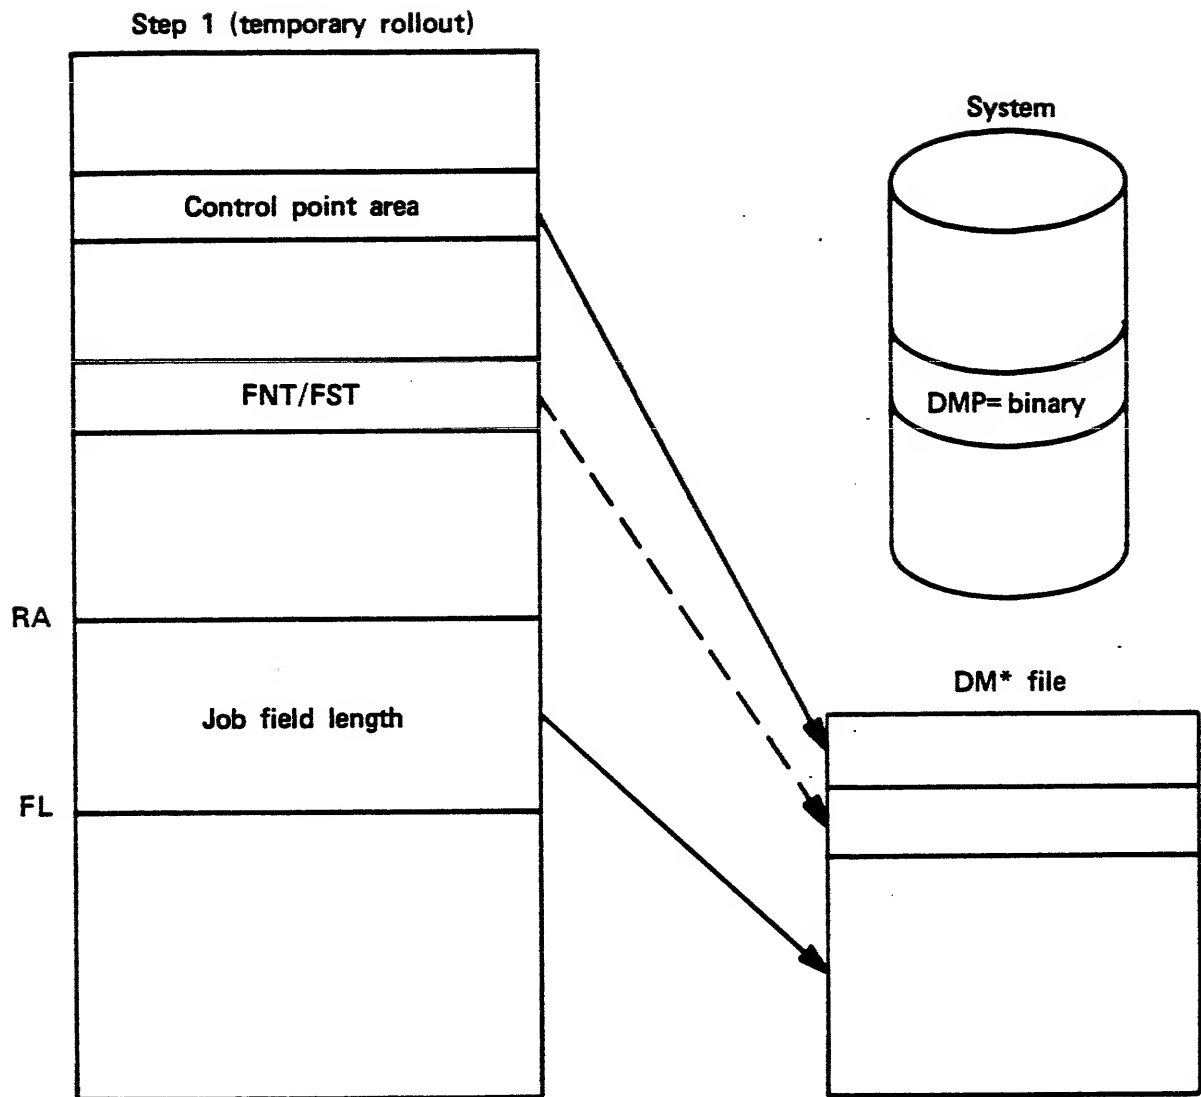 Step 1 (temporary rollout)
System
Control point area
FNT/FST
DMP= binary
RA
Job field length
DM* file
FL